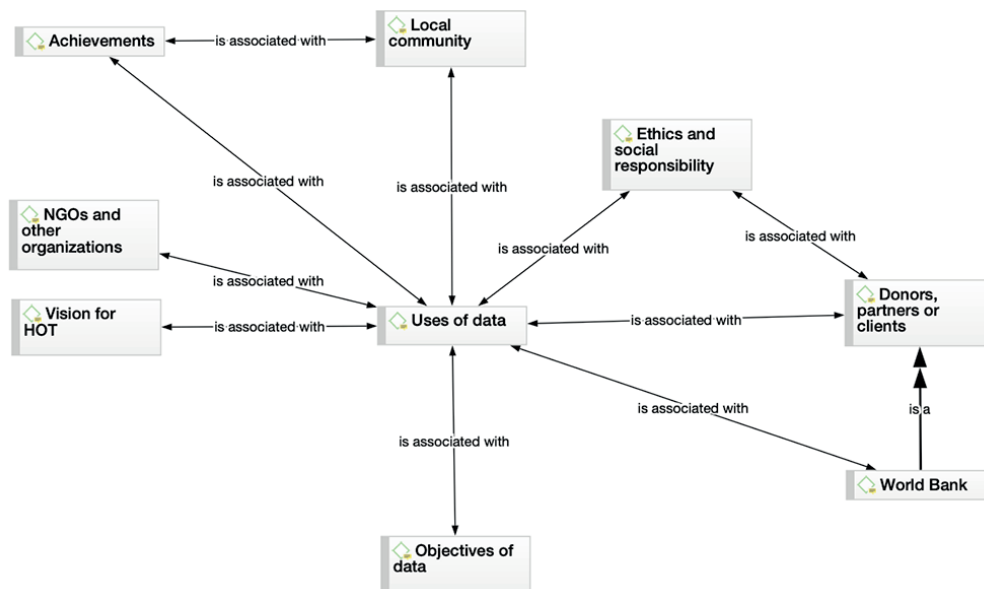 Achievements
is associated with
Local
community
is associated with
is associated with
Ethics and
social
responsibility
NGOs and
other
organizations
is associated with
is associated with
is associated with
Vision for
HOT
is associated with
Uses of data
is associated with
Donors,
partners or
clients
is associated with
is a
is associated with
World Bank
Objectives of
data